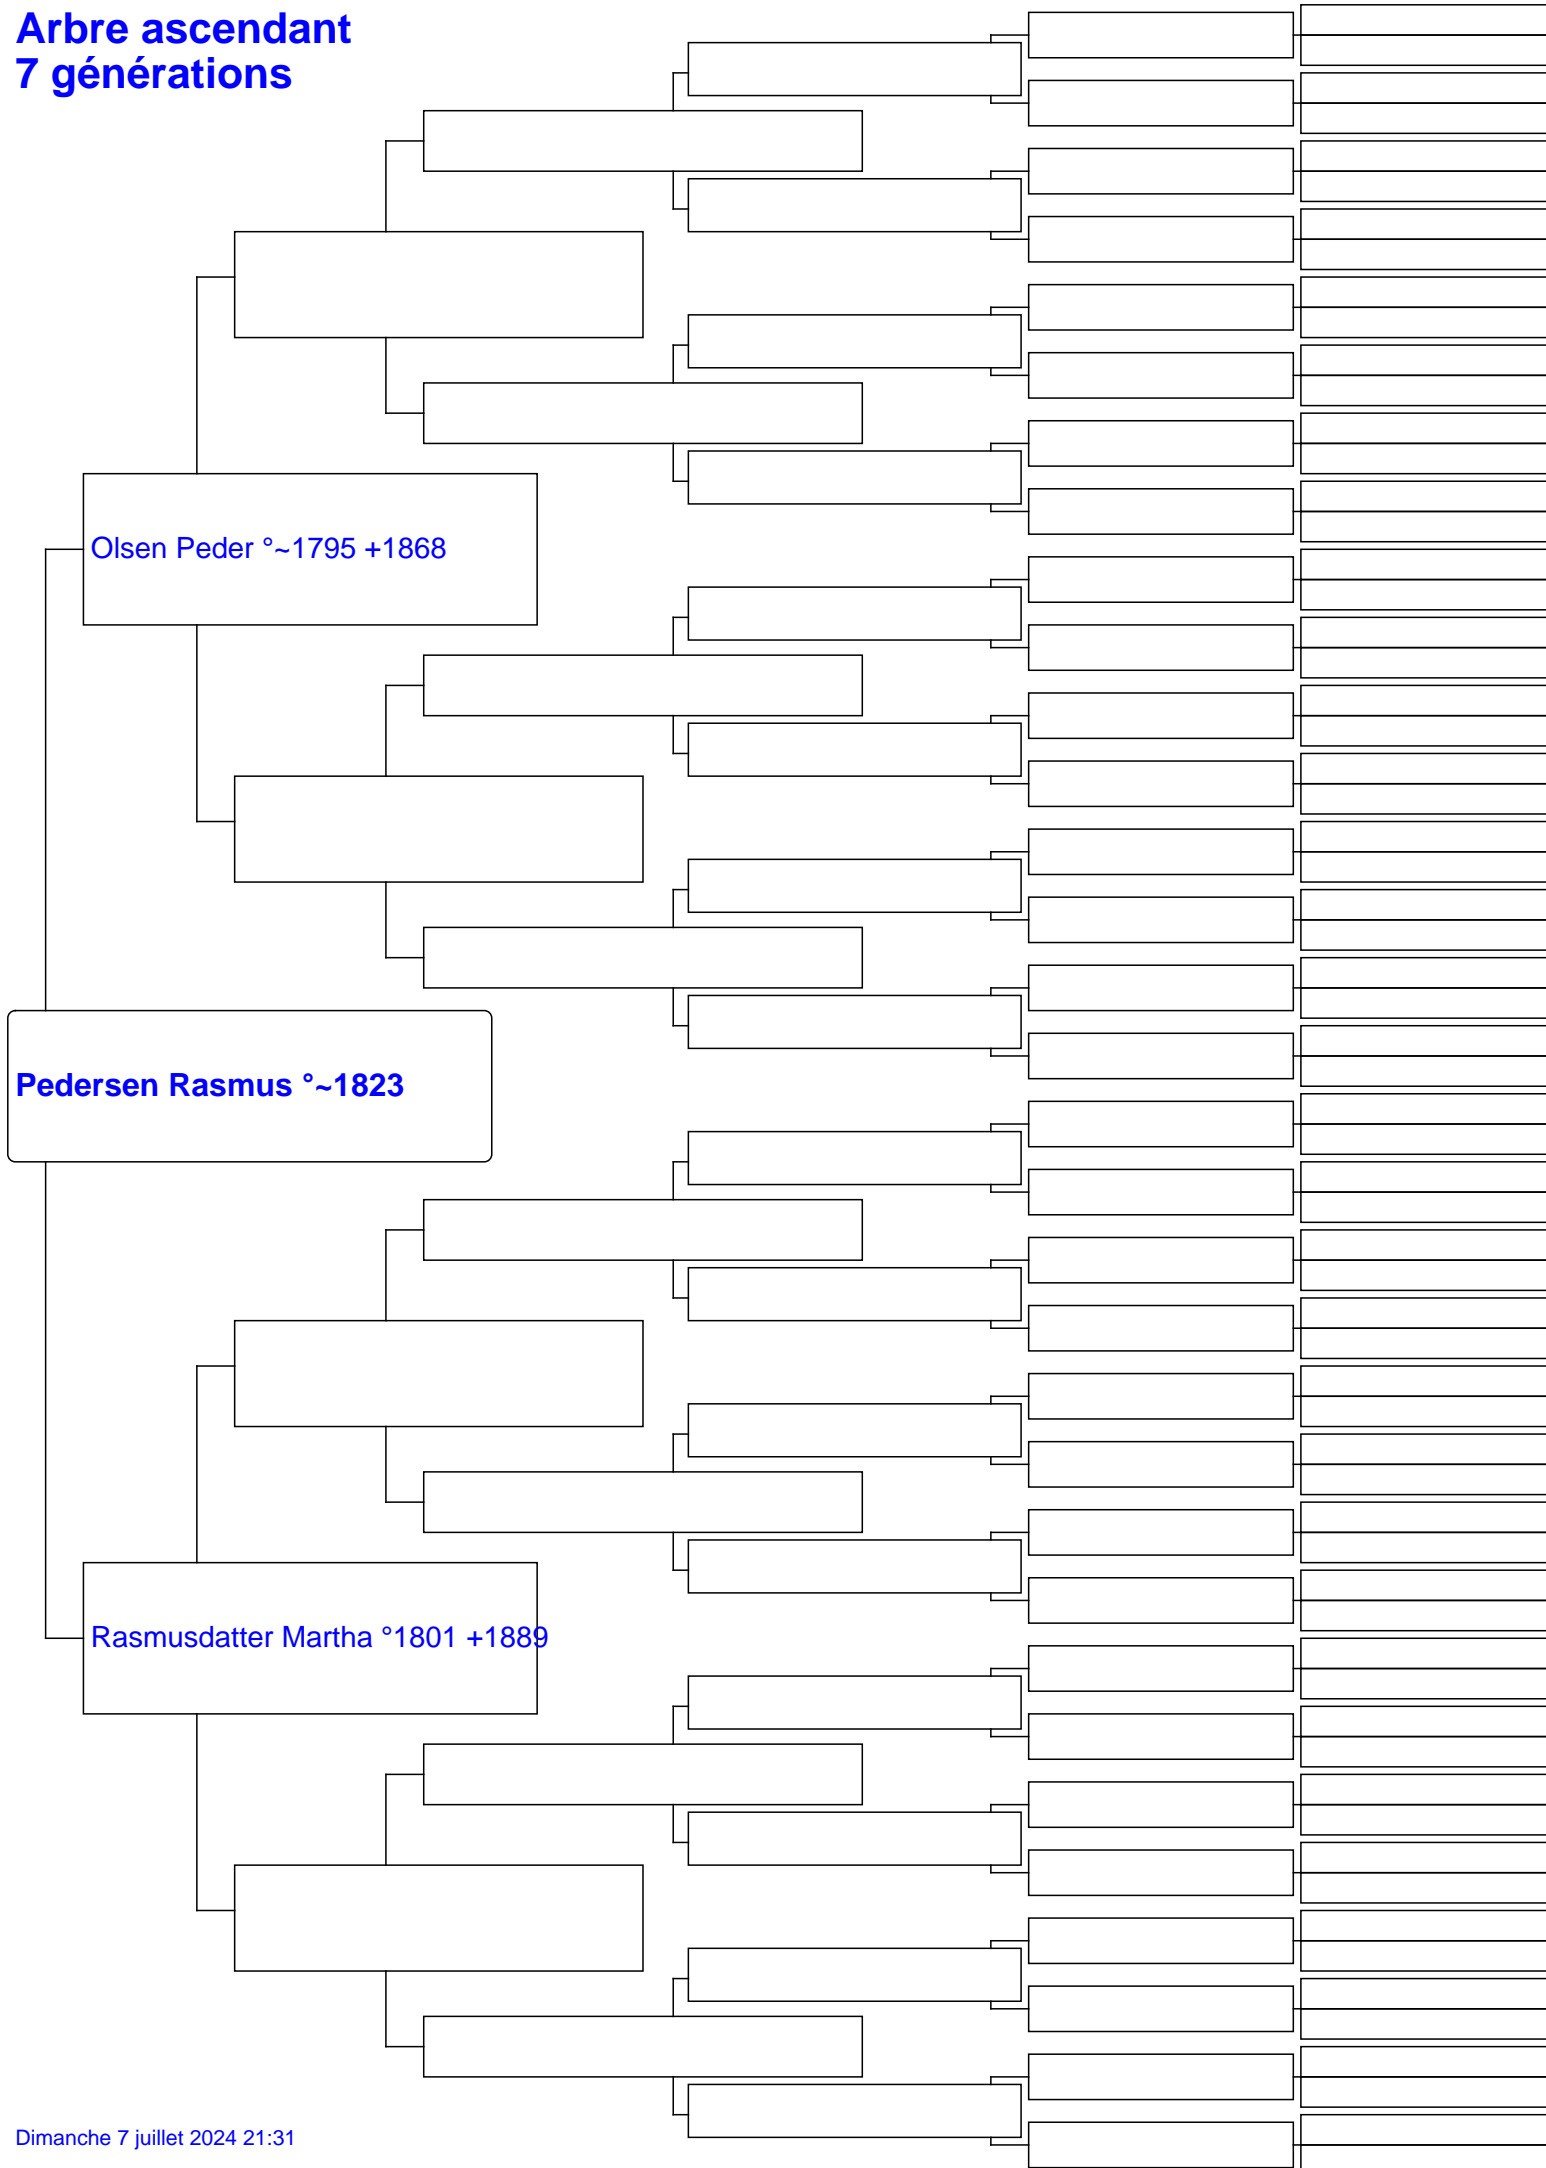 Arbre ascendant
7 générations
Olsen Peder °~1795 +1868
Pedersen Rasmus °~1823
Rasmusdatter Martha °1801 +1889
Dimanche 7 juillet 2024 21:31